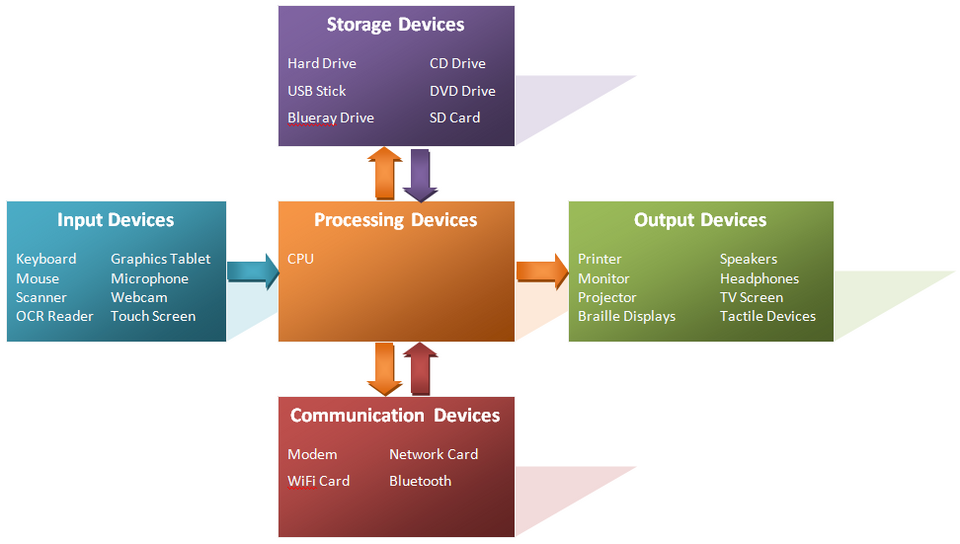 Storage Devices
Hard Drive CD Drive
USB Stick DVD Drive
Blueray Drive SD Card
Input Devices
Keyboard Graphics Tablet
Mouse Microphone
Scanner Webcam
OCR Reader Touch Screen
Processing Devices
CPU
Output Devices
Printer Speakers
Monitor Headphones
Projector TV Screen
Braille Displays Tactile Devices
Communication Devices
Modem Network Card
WiFi Card Bluetooth